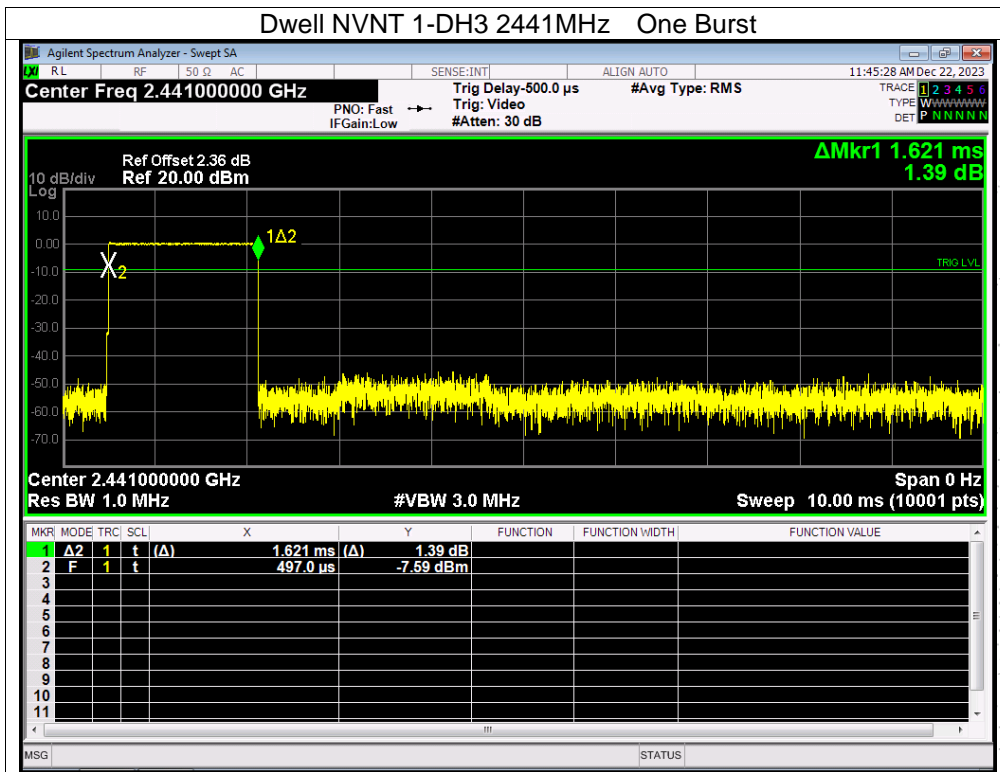 Dwell NVNT 1-DH3 2441MHz One Burst
Agilent Spectrum Analyzer - Swept SA
LXI RL RF 50 Ω AC SENSE:INT ALIGN AUTO 11:45:28 AM Dec 22, 2023
Center Freq 2.441000000 GHz Trig Delay-500.0 µs #Avg Type: RMS TRACE 1 2 3 4 5 6
PNO: Fast Trig: Video TYPE WWWWWW
IFGain:Low #Atten: 30 dB DET P N N N N N
ΔMkr1 1.621 ms
1.39 dB
Ref Offset 2.36 dB
10 dB/div Ref 20.00 dBm
Log
10.0
0.00
1Δ2
-10.0
2
TRIG LVL
-20.0
-30.0
-40.0
-50.0
-60.0
-70.0
Center 2.441000000 GHz Span 0 Hz
Res BW 1.0 MHz #VBW 3.0 MHz Sweep 10.00 ms (10001 pts)
MKR MODE TRC SCL X Y FUNCTION FUNCTION WIDTH FUNCTION VALUE
1 Δ2 1 t (Δ) 1.621 ms (Δ) 1.39 dB
2 F 1 t 497.0 µs -7.59 dBm
3
4
5
6
7
8
9
10
11
MSG STATUS